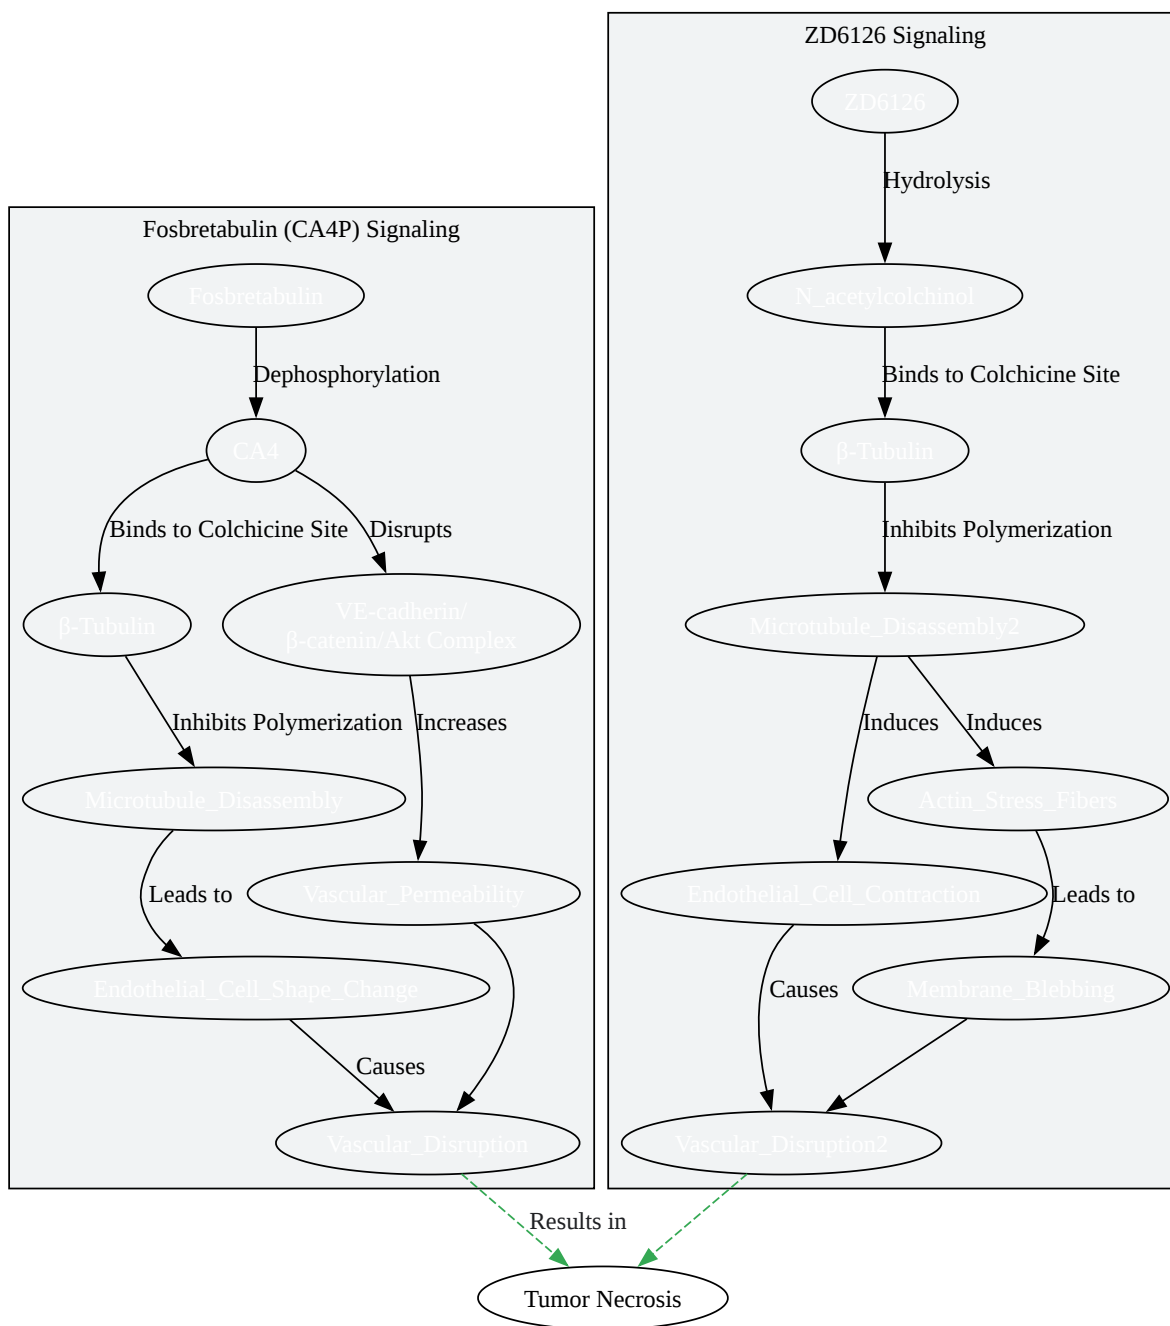 ZD6126 Signaling
ZD6126
Hydrolysis
N_acetylcolchinol
Binds to Colchicine Site
β-Tubulin
Inhibits Polymerization
Microtubule_Disassembly2
Induces
Induces
Actin_Stress_Fibers
Endothelial_Cell_Contraction
Leads to
Membrane_Blebbing
Causes
Vascular_Disruption2
Fosbretabulin (CA4P) Signaling
Fosbretabulin
Dephosphorylation
CA4
Binds to Colchicine Site
Disrupts
β-Tubulin
VE-cadherin/
β-catenin/Akt Complex
Inhibits Polymerization
Increases
Microtubule_Disassembly
Leads to
Vascular_Permeability
Endothelial_Cell_Shape_Change
Causes
Vascular_Disruption
Results in
Tumor Necrosis